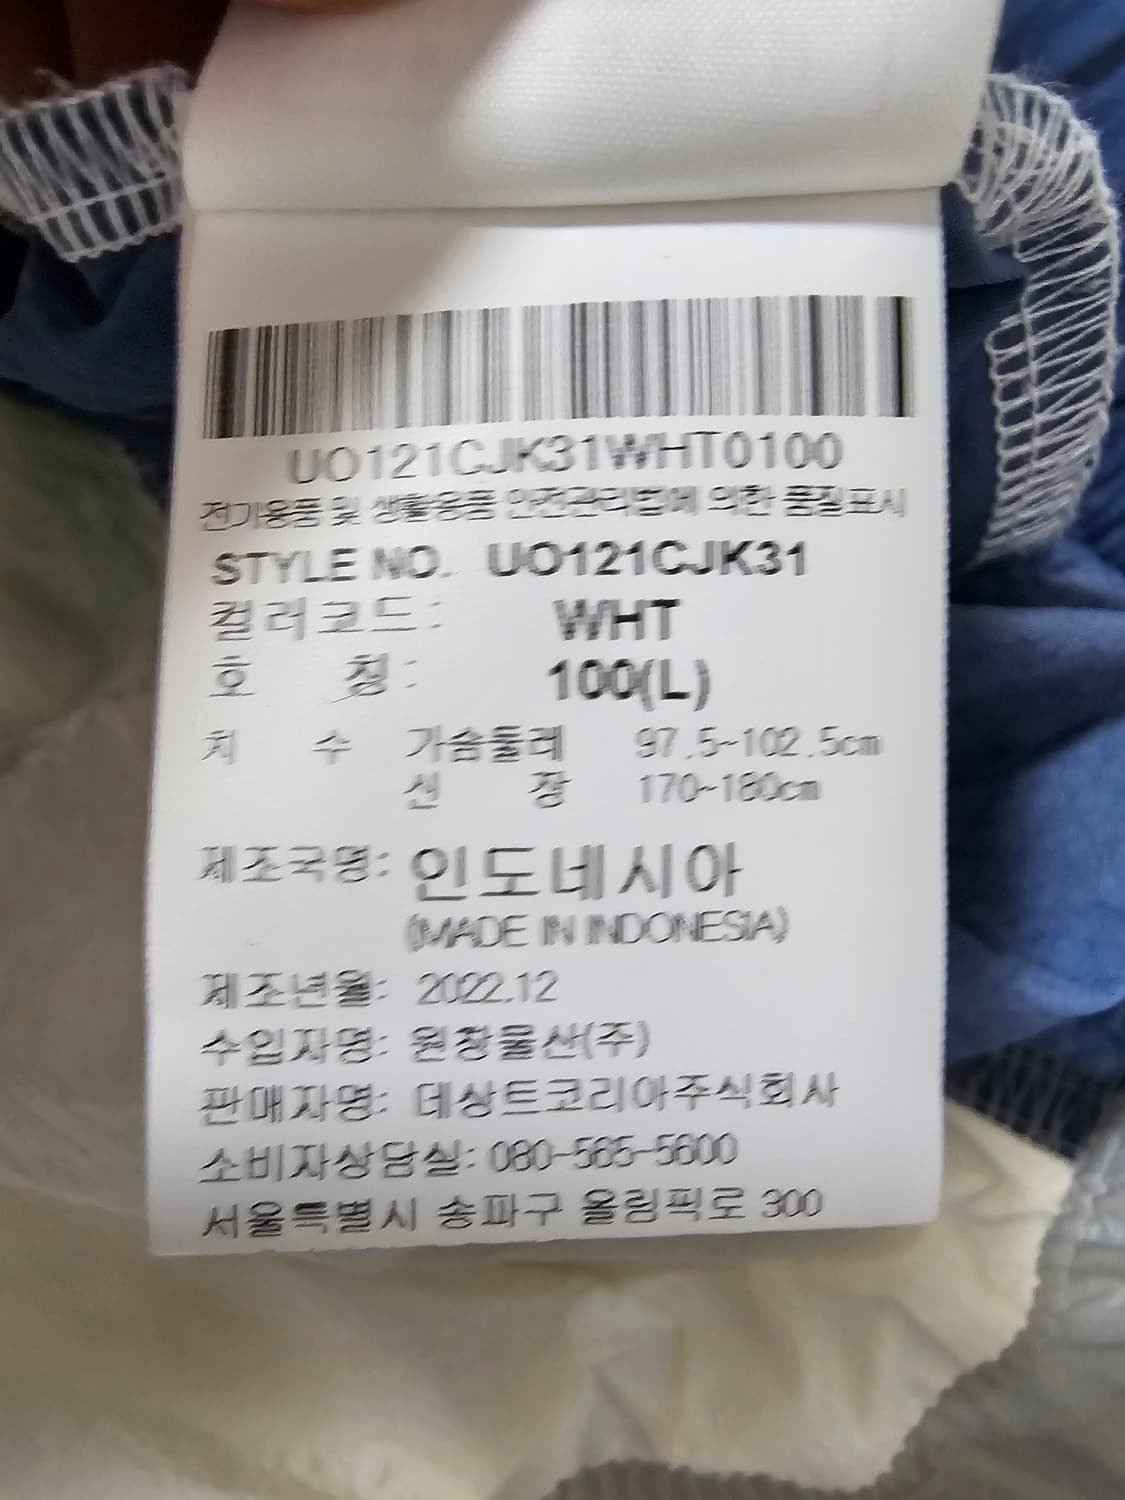 UO121CJK31WHT0100
전기용품 및 생활용품 안전관리법에 의한 품질표시
STYLE NO. UO121CJK31
컬러코드: WHT
호 칭: 100(L)
치 수 가슴둘레 97.5~102.5cm
신 장 170~180cm
제조국명: 인도네시아
(MADE IN INDONESIA)
제조년월: 2022.12
수입자명: 원창물산(주)
판매자명: 데상트코리아주식회사
소비자상담실: 080-565-5600
서울특별시 송파구 올림픽로 300